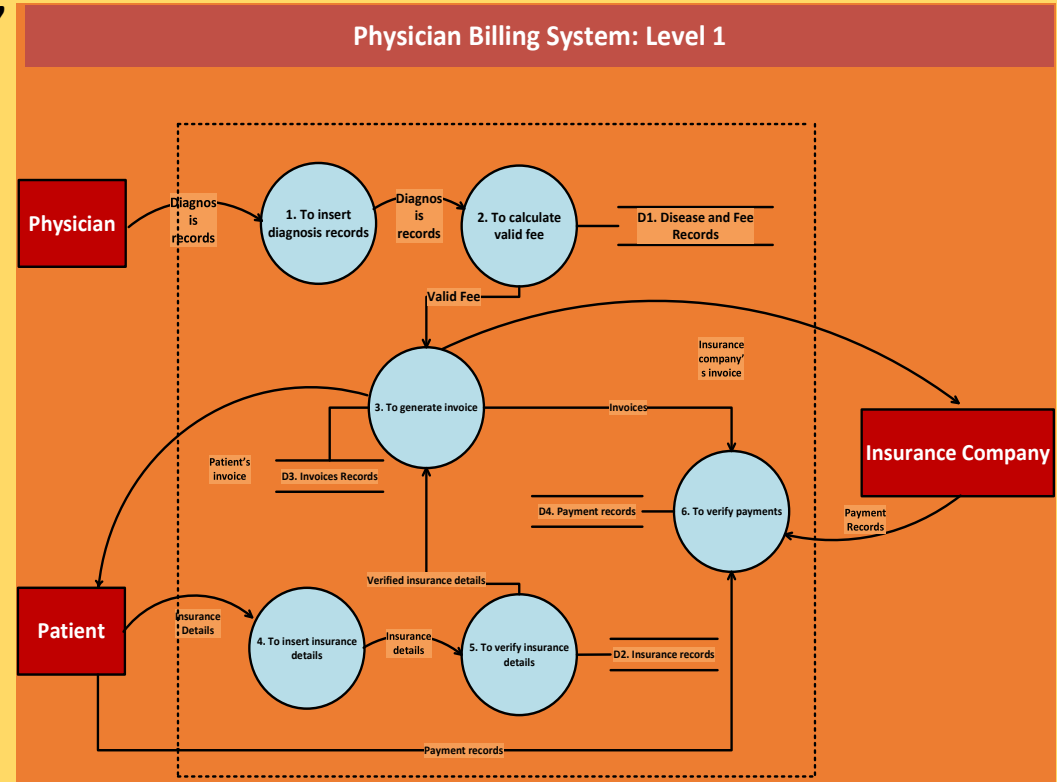 Physician Billing System: Level 1
Physician
Diagnos
is
records
1. To insert
diagnosis records
Diagnos
is
records
2. To calculate
valid fee
D1. Disease and Fee
Records
Valid Fee
Insurance
company'
s invoice
3. To generate invoice
Invoices
Insurance Company
Patient's
invoice
D3. Invoices Records
D4. Payment records
6. To verify payments
Payment
Records
Verified insurance details
Patient
Insurance
Details
4. To insert insurance
details
Insurance
details
5. To verify insurance
details
D2. Insurance records
Payment records